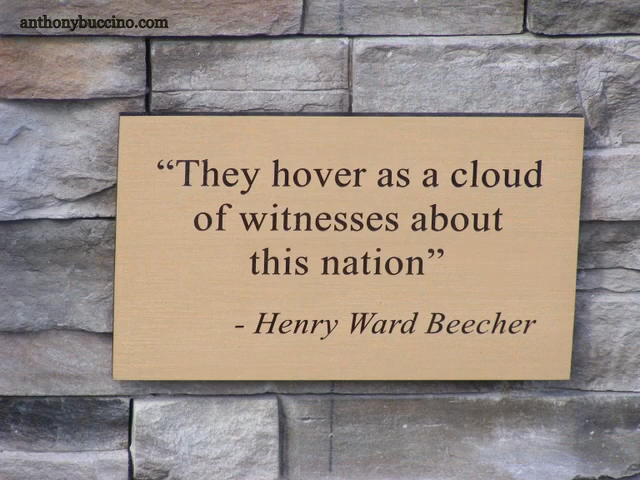 anthonybuccino.com
“They hover as a cloud
of witnesses about
this nation”
- Henry Ward Beecher